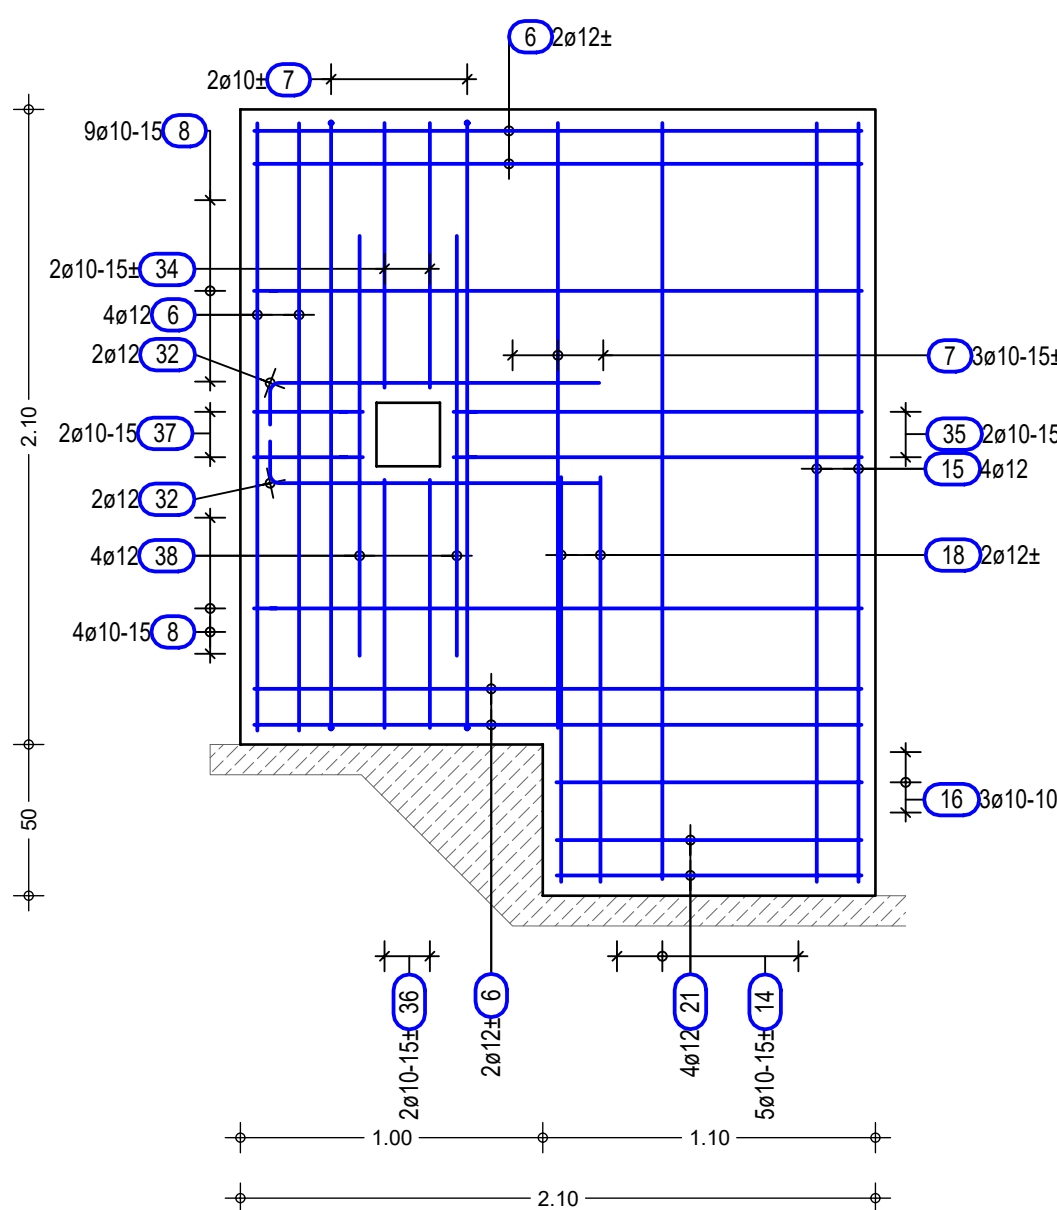 6 2ø12±
2ø10± 7
9ø10-15 8
2ø10-15± 34
4ø12 6
2ø12 32
7 3ø10-15±
2.10
2ø10-15 37
35 2ø10-15
15 4ø12
2ø12 32
4ø12 38
18 2ø12±
4ø10-15 8
16 3ø10-10
50
2ø10-15± 36
2ø12± 6
4ø12 21
5ø10-15± 14
1.00
1.10
2.10